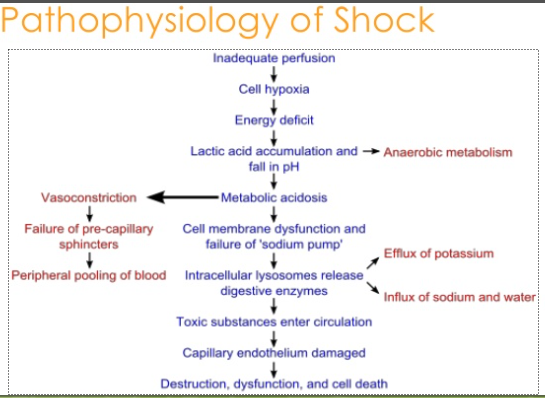 Pathophysiology of Shock
Inadequate perfusion
Cell hypoxia
Energy deficit
Lactic acid accumulation and
fall in pH
Anaerobic metabolism
Metabolic acidosis
Vasoconstriction
Failure of pre-capillary
sphincters
Peripheral pooling of blood
Cell membrane dysfunction and
failure of 'sodium pump'
Intracellular lysosomes release
digestive enzymes
Efflux of potassium
Influx of sodium and water
Toxic substances enter circulation
Capillary endothelium damaged
Destruction, dysfunction, and cell death